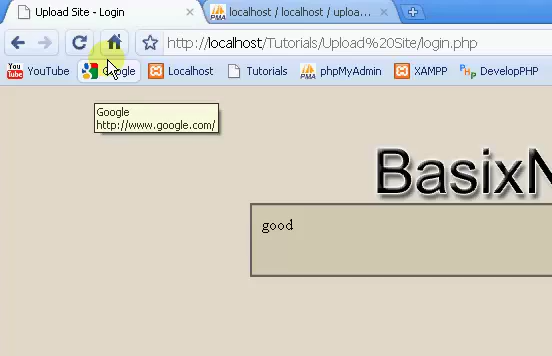 Upload Site - Login
localhost / localhost / uploa...
http://localhost/Tutorials/Upload%20Site/login.php
YouTube Google Localhost Tutorials phpMyAdmin XAMPP DevelopPHP
Google
http://www.google.com/
BasixN
good